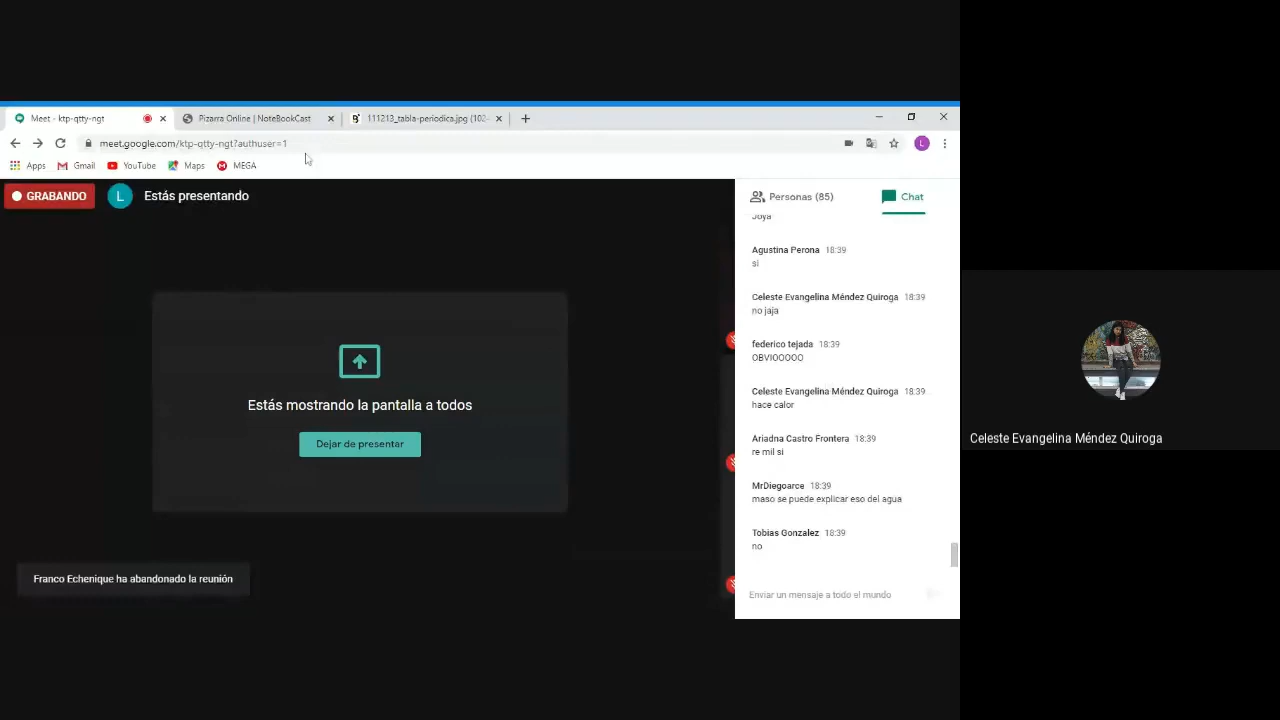 Meet - ktp-qtty-ngt
Pizarra Online | NoteBookCast
111213_tabla-periodica.jpg (102
meet.google.com/ktp-qtty-ngt?authuser=1
L
Apps
Gmail
YouTube
Maps
MEGA
GRABANDO
L
Estás presentando
Personas (85)
Chat
Joya
Agustina Perona 18:39
si
Celeste Evangelina Méndez Quiroga 18:39
no jaja
federico tejada 18:39
OBVIOOOOO
Celeste Evangelina Méndez Quiroga 18:39
hace calor
Ariadna Castro Frontera 18:39
re mil si
MrDiegoarce 18:39
maso se puede explicar eso del agua
Tobias Gonzalez 18:39
no
Enviar un mensaje a todo el mundo
Estás mostrando la pantalla a todos
Dejar de presentar
Franco Echenique ha abandonado la reunión
Celeste Evangelina Méndez Quiroga